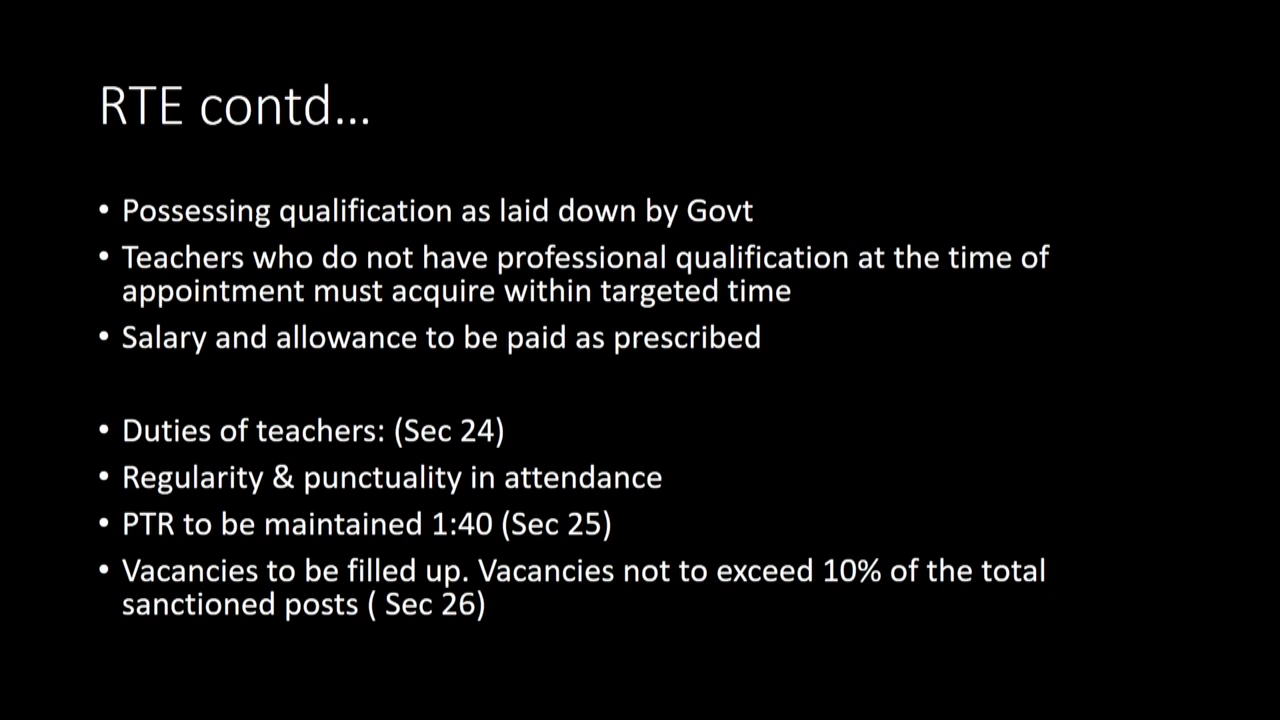 RTE contd...
• Possessing qualification as laid down by Govt
• Teachers who do not have professional qualification at the time of
appointment must acquire within targeted time
• Salary and allowance to be paid as prescribed
• Duties of teachers: (Sec 24)
• Regularity & punctuality in attendance
• PTR to be maintained 1:40 (Sec 25)
• Vacancies to be filled up. Vacancies not to exceed 10% of the total
sanctioned posts ( Sec 26)